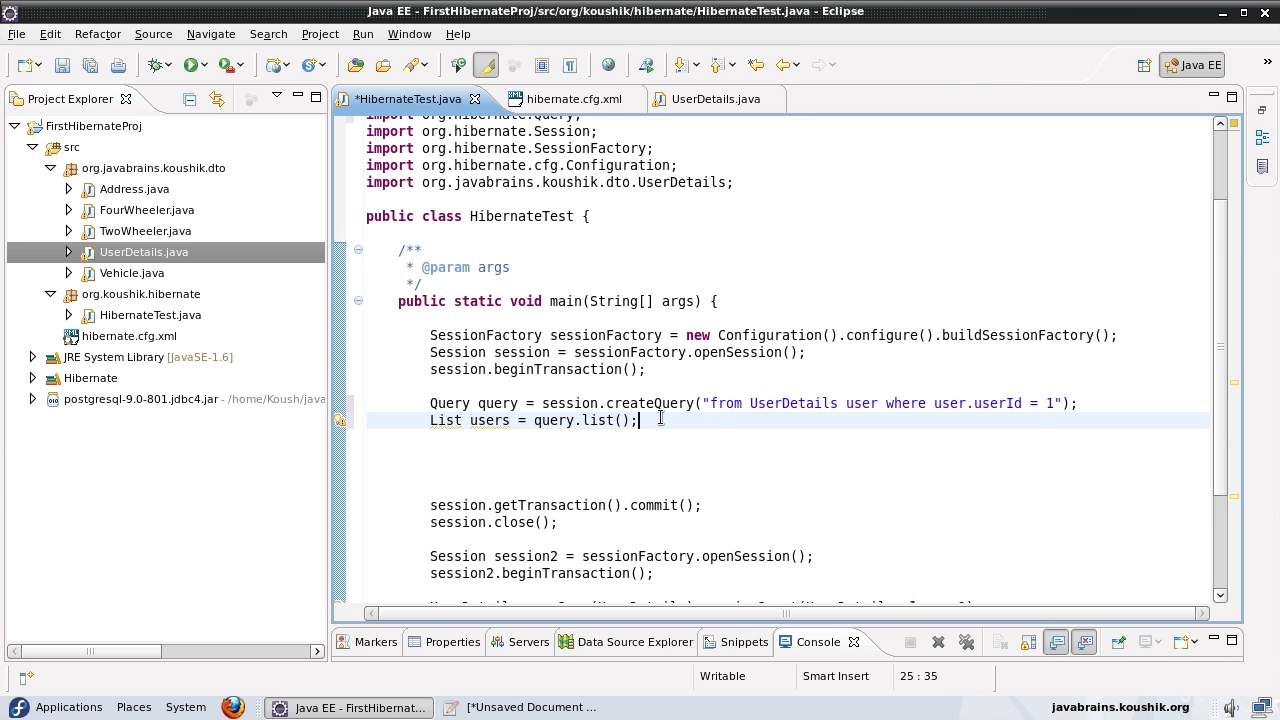 Java EE - FirstHibernateProj/src/org/koushik/hibernate/HibernateTest.java - Eclipse
File Edit Refactor Source Navigate Search Project Run Window Help
Java EE
Project Explorer
*HibernateTest.java hibernate.cfg.xml UserDetails.java
FirstHibernateProj
src
org.javabrains.koushik.dto
Address.java
FourWheeler.java
TwoWheeler.java
UserDetails.java
Vehicle.java
org.koushik.hibernate
HibernateTest.java
hibernate.cfg.xml
JRE System Library [JavaSE-1.6]
Hibernate
postgresql-9.0-801.jdbc4.jar - /home/Koush/java
import org.hibernate.Query;
import org.hibernate.Session;
import org.hibernate.SessionFactory;
import org.hibernate.cfg.Configuration;
import org.javabrains.koushik.dto.UserDetails;
public class HibernateTest {
/**
* @param args
*/
public static void main(String[] args) {
SessionFactory sessionFactory = new Configuration().configure().buildSessionFactory();
Session session = sessionFactory.openSession();
session.beginTransaction();
Query query = session.createQuery("from UserDetails user where user.userId = 1");
List users = query.list();
session.getTransaction().commit();
session.close();
Session session2 = sessionFactory.openSession();
session2.beginTransaction();
Markers Properties Servers Data Source Explorer Snippets Console
Writable Smart Insert 25 : 35
Applications Places System Java EE - FirstHibernat... [*Unsaved Document ... javabrains.koushik.org